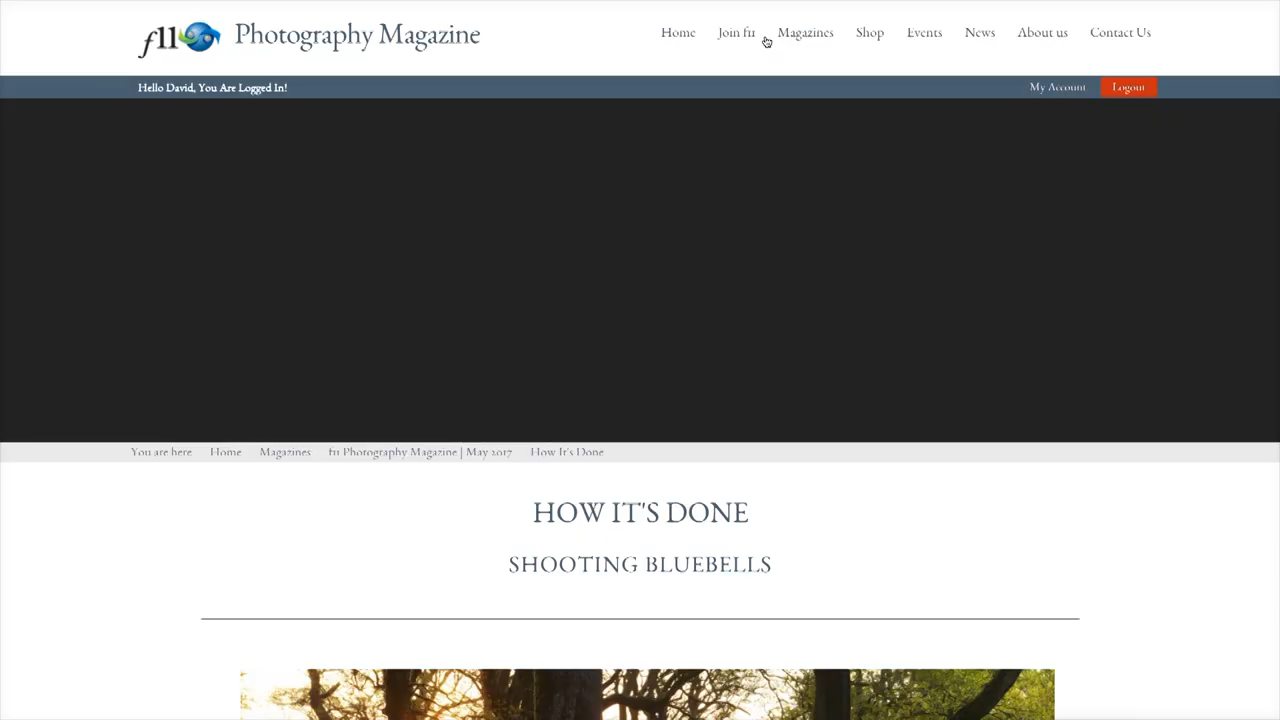 f11 Photography Magazine
Home Join f11 Magazines Shop Events News About us Contact Us
Hello David, You Are Logged In!
My Account Logout
You are here Home Magazines f11 Photography Magazine | May 2017 How It's Done
HOW IT'S DONE
SHOOTING BLUEBELLS